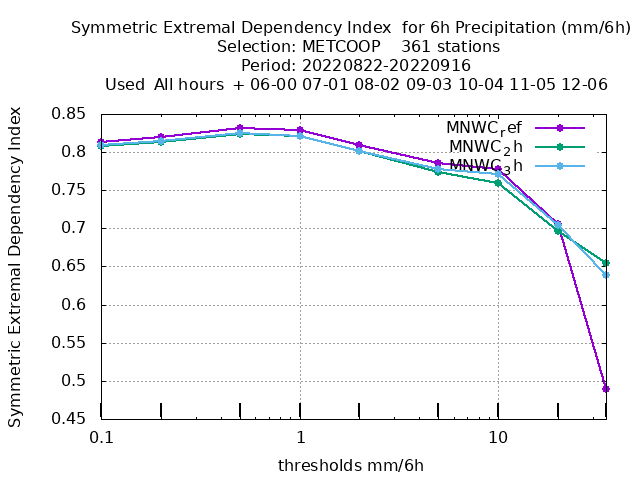 Symmetric Extremal Dependency Index  for 6h Precipitation (mm/6h)
Selection: METCOOP    361 stations
Period: 20220822-20220916
Used  All hours  + 06-00 07-01 08-02 09-03 10-04 11-05 12-06
Symmetric Extremal Dependency Index
0.85
0.8
0.75
0.7
0.65
0.6
0.55
0.5
0.45
MNWC_ref
MNWC_2h
MNWC_3h
0.1 1 10
thresholds mm/6h